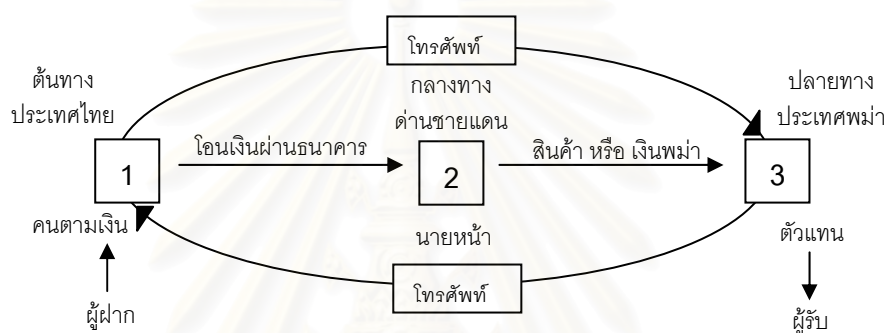 โทรศัพท์
ต้นทาง
ประเทศไทย
กลางทาง
ด่านชายแดน
ปลายทาง
ประเทศพม่า
1
โอนเงินผ่านธนาคาร
2
สินค้า หรือ เงินพม่า
3
คนตามเงิน
นายหน้า
ตัวแทน
โทรศัพท์
ผู้ฝาก
ผู้รับ